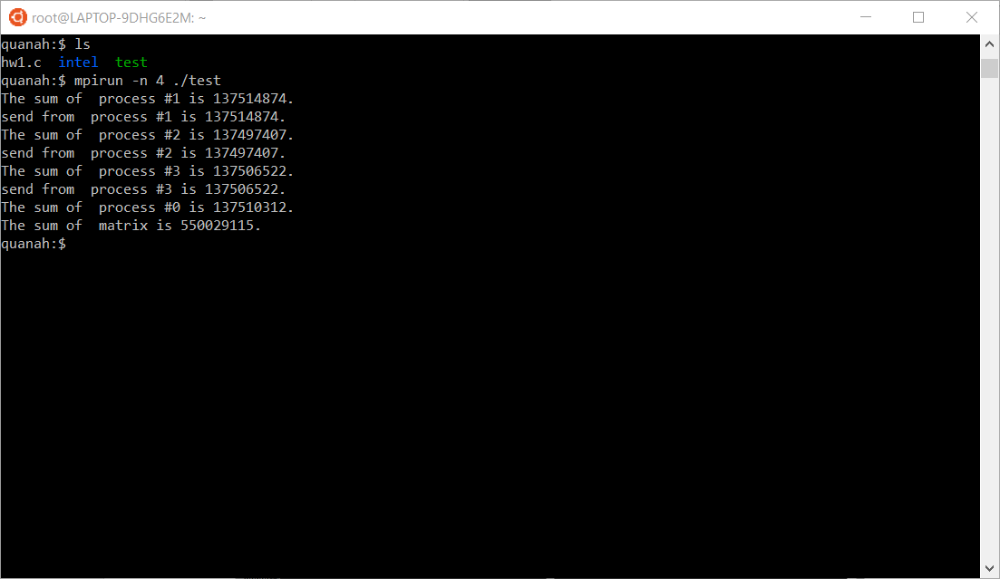 root@LAPTOP-9DHG6E2M: ~
quanah:$ ls
hw1.c  intel  test
quanah:$ mpirun -n 4 ./test
The sum of  process #1 is 137514874.
send from  process #1 is 137514874.
The sum of  process #2 is 137497407.
send from  process #2 is 137497407.
The sum of  process #3 is 137506522.
send from  process #3 is 137506522.
The sum of  process #0 is 137510312.
The sum of  matrix is 550029115.
quanah:$